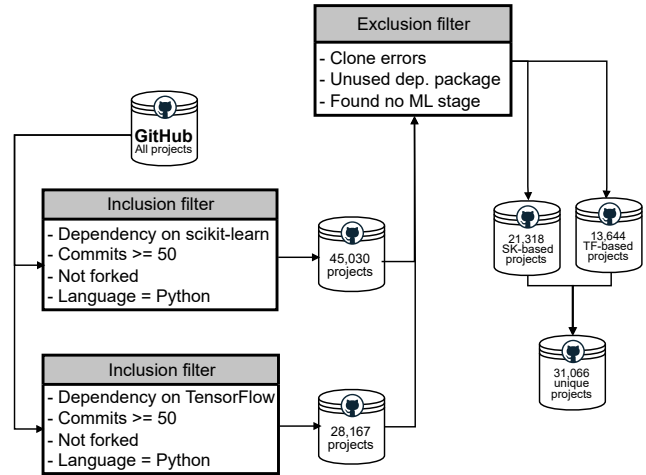 Exclusion filter
- Clone errors
- Unused dep. package
- Found no ML stage
GitHub
All projects
Inclusion filter
- Dependency on scikit-learn
- Commits >= 50
- Not forked
- Language = Python
45,030
projects
21,318
SK-based
projects
13,644
TF-based
projects
31,066
unique
projects
Inclusion filter
- Dependency on TensorFlow
- Commits >= 50
- Not forked
- Language = Python
28,167
projects